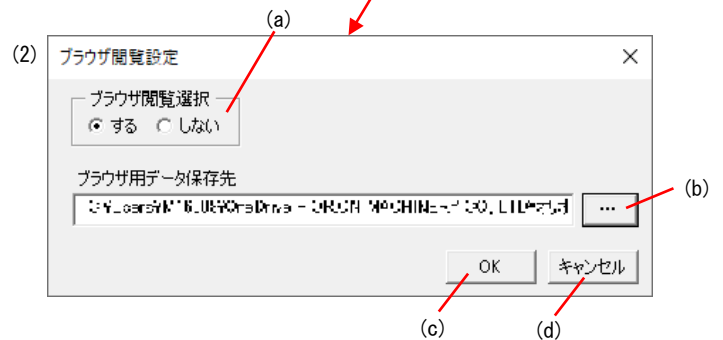 (a)
(2)
ブラウザ閲覧設定
ブラウザ閲覧選択
する しない
ブラウザ用データ保存先
...
(b)
OK キャンセル
(c)
(d)